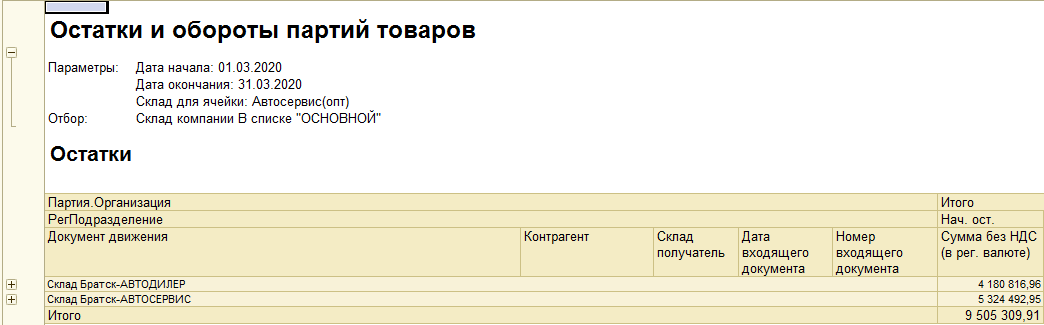 Остатки и обороты партий товаров
Параметры: Дата начала: 01.03.2020
Дата окончания: 31.03.2020
Склад для ячейки: Автосервис(опт)
Отбор: Склад компании В списке "ОСНОВНОЙ"
Остатки
Партия.Организация Итого
РегПодразделение Нач. ост.
Документ движения Контрагент Склад Дата Номер Сумма без НДС
получатель входящего входящего (в рег. валюте)
документа документа
Склад Братск-АВТОДИЛЕР 4 180 816,96
Склад Братск-АВТОСЕРВИС 5 324 492,95
Итого 9 505 309,91